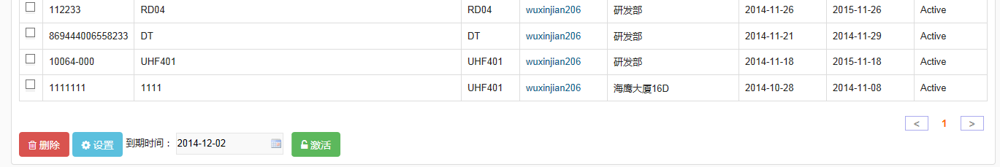 112233 RD04 RD04 wuxinjian206 研发部 2014-11-26 2015-11-26 Active
869444006558233 DT DT wuxinjian206 研发部 2014-11-21 2014-11-29 Active
10064-000 UHF401 UHF401 wuxinjian206 研发部 2014-11-18 2015-11-18 Active
1111111 1111 UHF401 wuxinjian206 海鹰大厦16D 2014-10-28 2014-11-08 Active
< 1 >
删除 设置 到期时间： 2014-12-02 激活